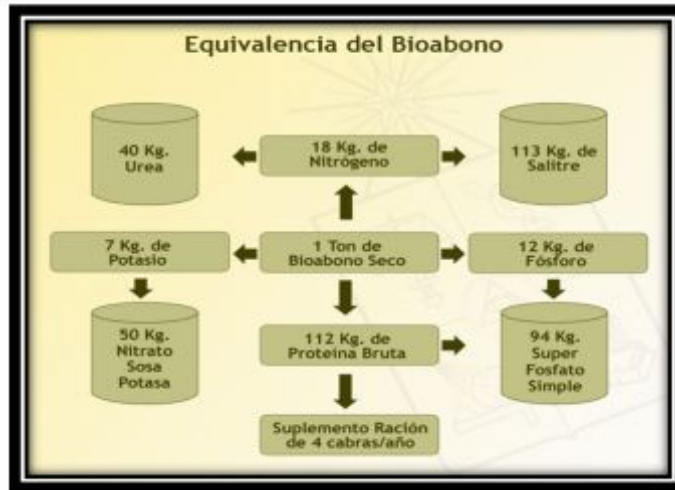 Equivalencia del Bioabono
40 Kg.
Urea
18 Kg. de
Nitrógeno
113 Kg. de
Salitre
7 Kg. de
Potasio
1 Ton de
Bioabono Seco
12 Kg. de
Fósforo
50 Kg.
Nitrato
Sosa
Potasa
112 Kg. de
Proteina Bruta
94 Kg.
Super
Fosfato
Simple
Suplemento Ración
de 4 cabras/año